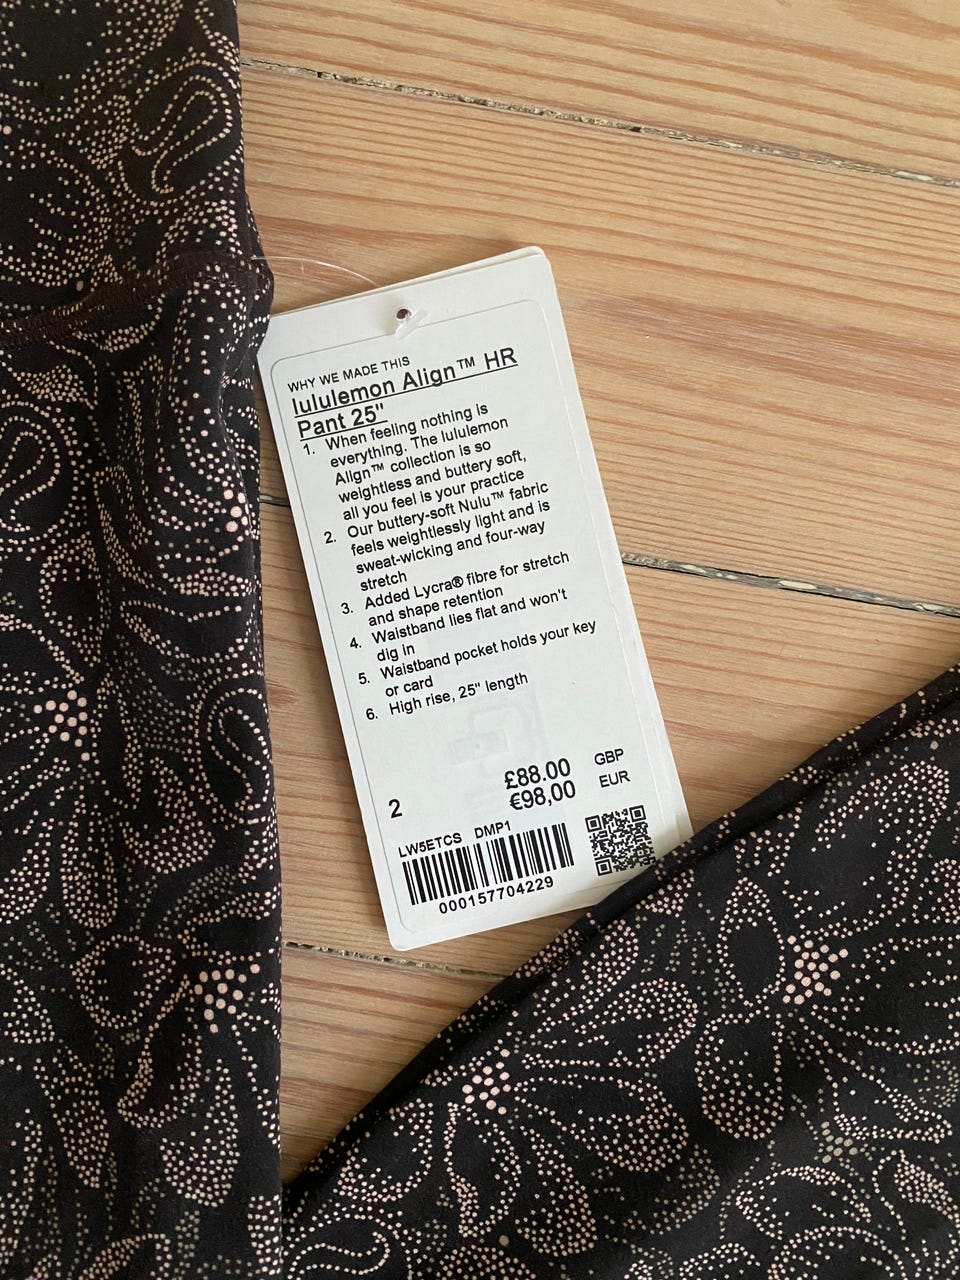 WHY WE MADE THIS
lululemon Align™ HR
Pant 25"
1. When feeling nothing is
everything. The lululemon
Align™ collection is so
weightless and buttery soft,
all you feel is your practice
2. Our buttery-soft Nulu™ fabric
feels weightlessly light and is
sweat-wicking and four-way
stretch
3. Added Lycra® fibre for stretch
and shape retention
4. Waistband lies flat and won't
dig in
5. Waistband pocket holds your key
or card
6. High rise, 25" length
2 £88.00 GBP
€98,00 EUR
LW5ETCS DMP1
000157704229